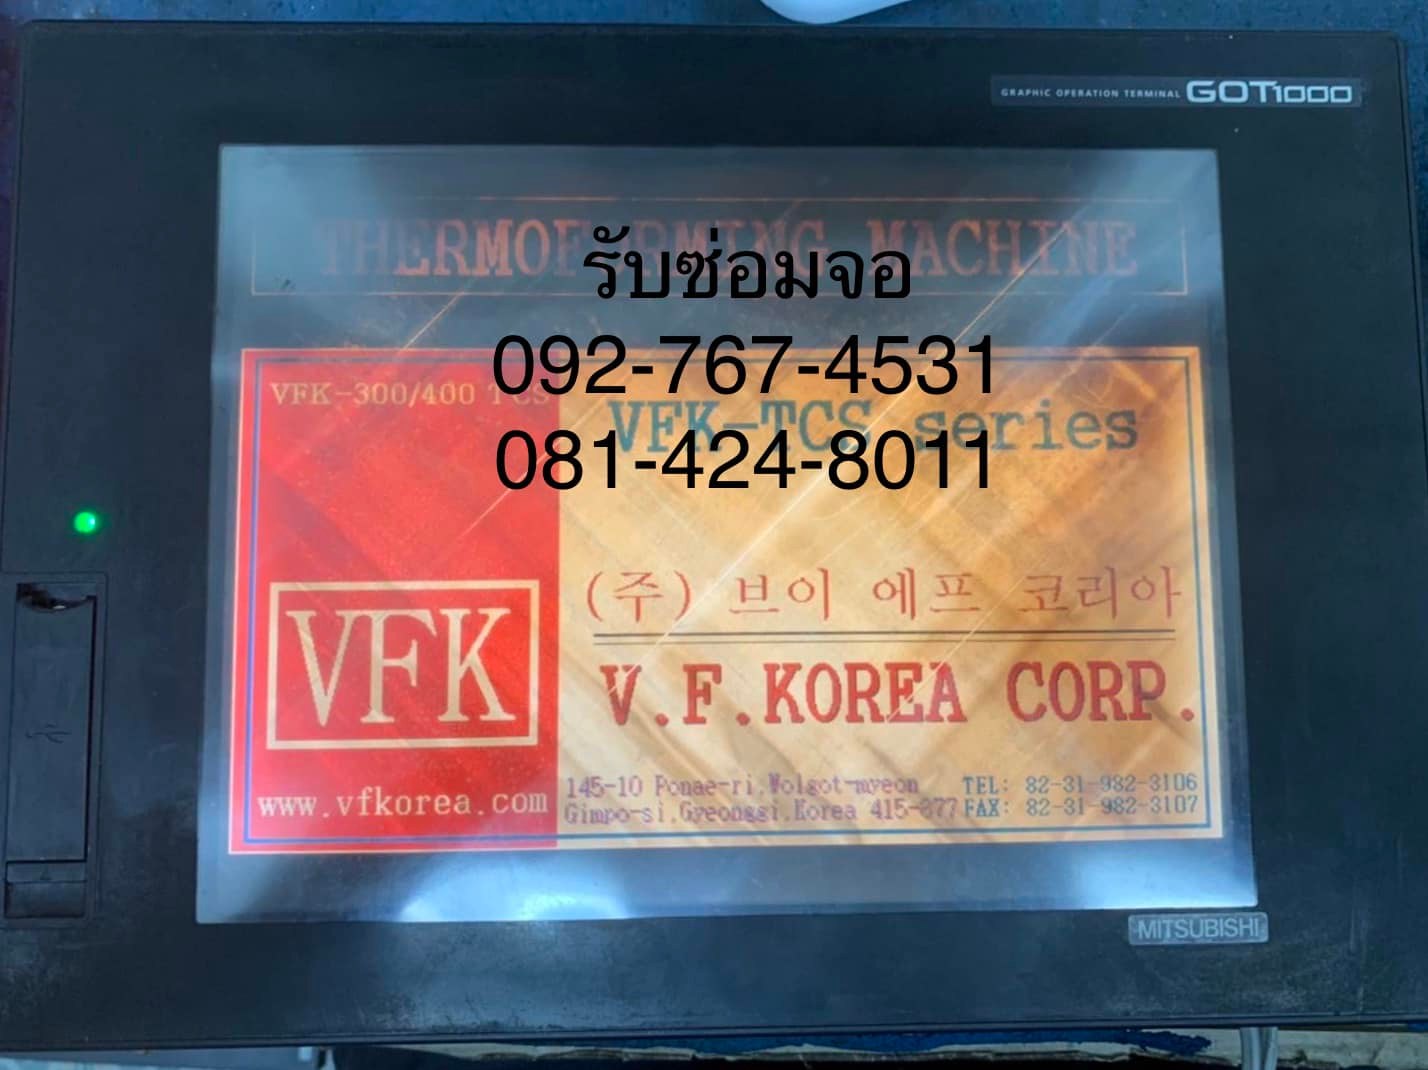 GRAPHIC OPERATION TERMINAL GOT1000
THERMOFORMING MACHINE
รับซ่อมจอ
092-767-4531
081-424-8011
VFK-300/400 TCS
VFK-TCS series
VFK
(주) 브이 에프 코리아
V.F.KOREA CORP.
www.vfkorea.com
145-10 Ponae-ri,Wolgot-myeon TEL: 82-31-982-3106
Gimpo-si,Gyeonggi,Korea 415-877 FAX: 82-31-982-3107
MITSUBISHI